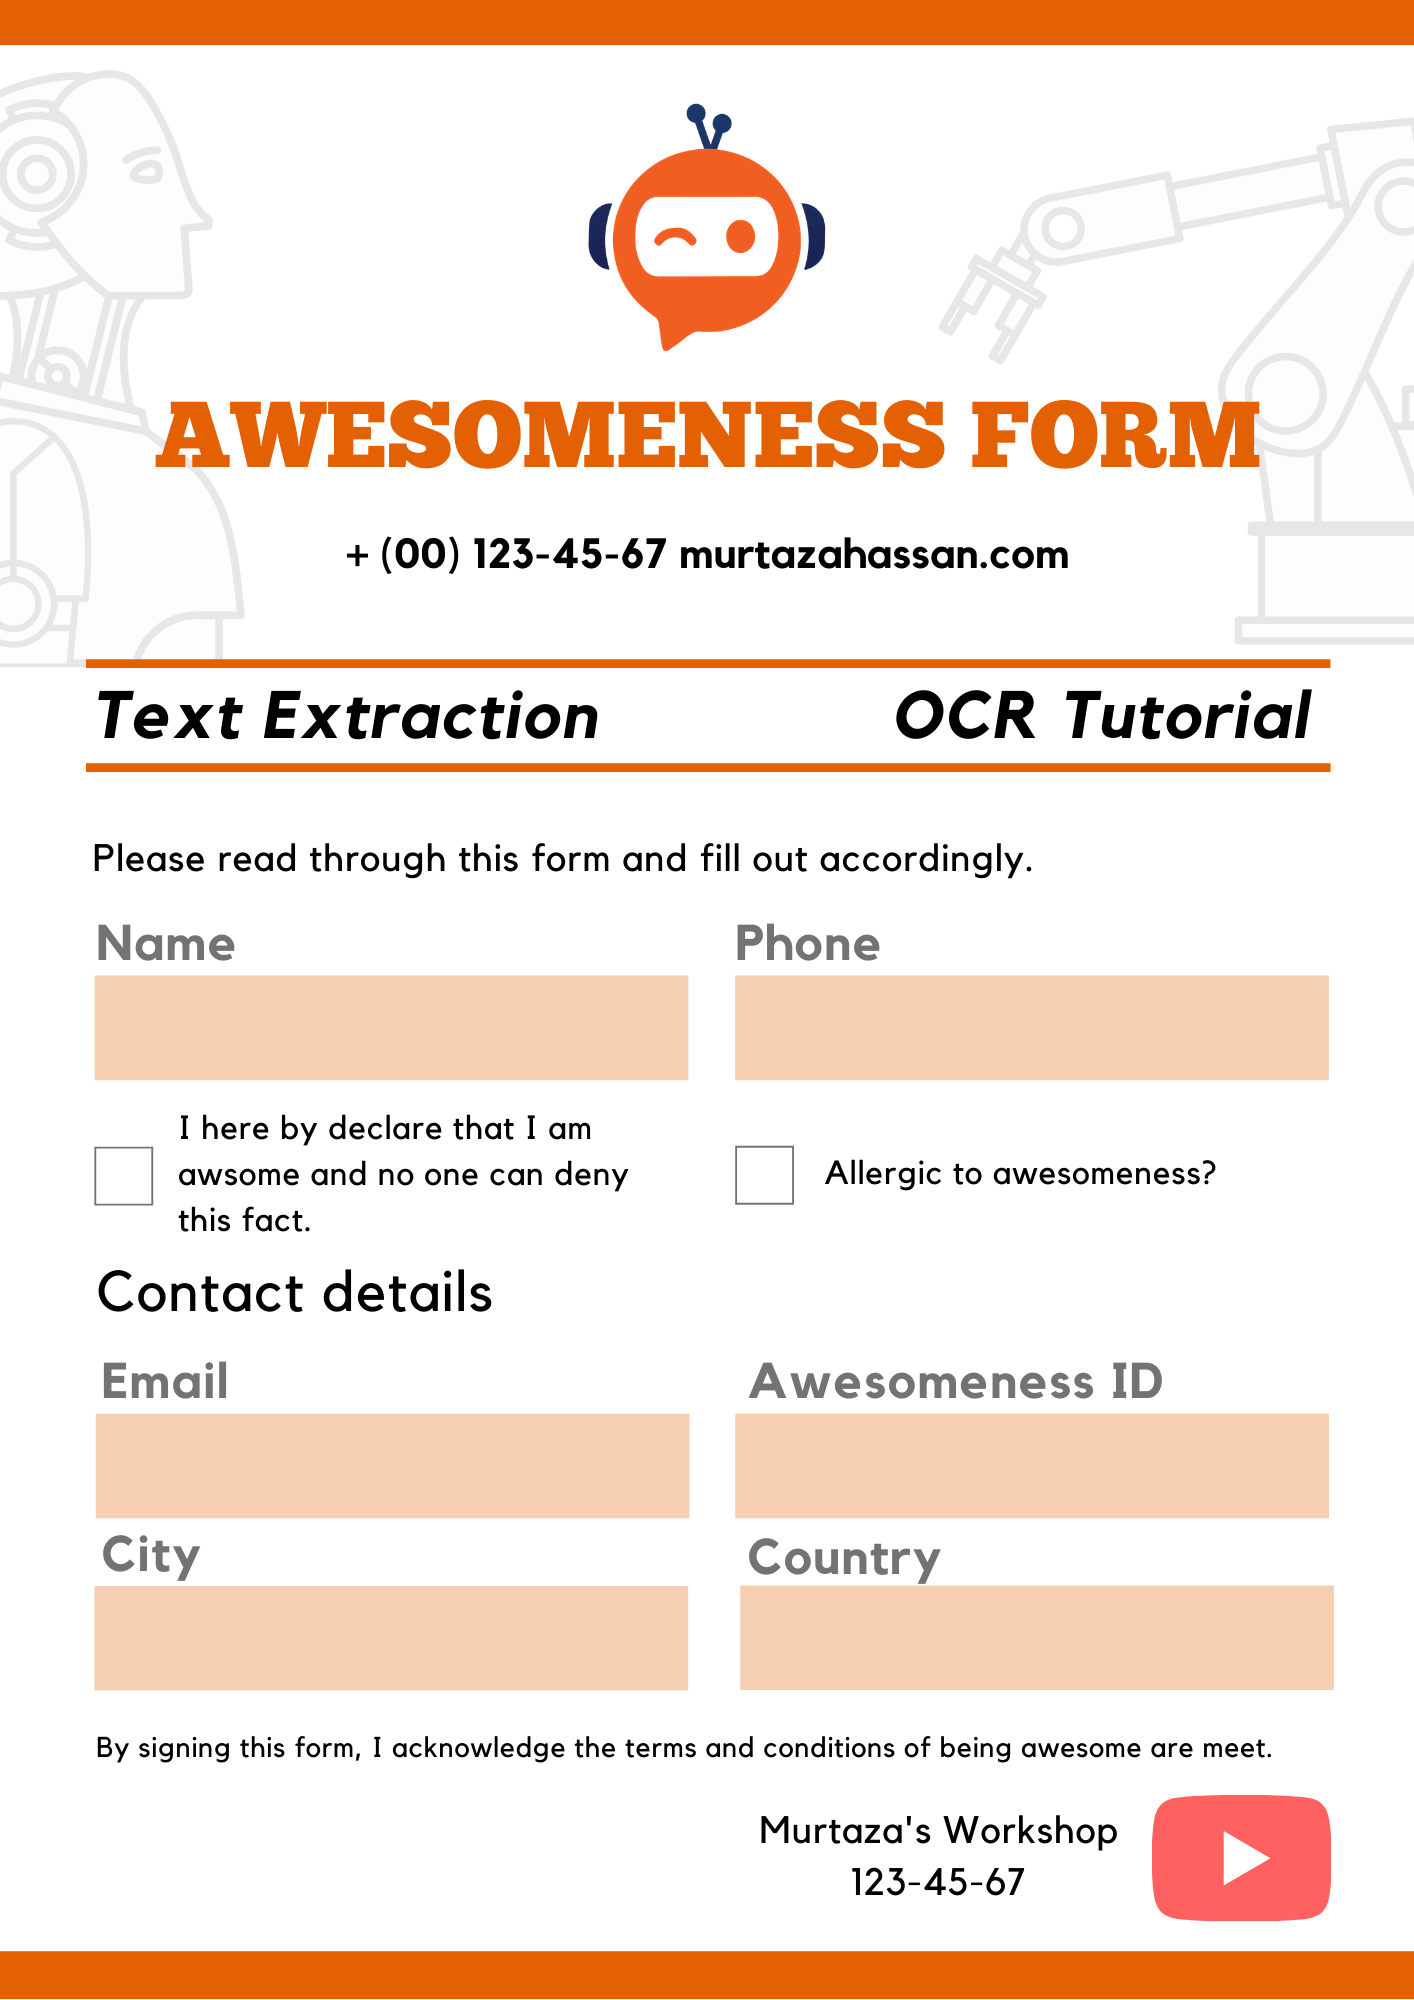 AWESOMENESS FORM
+ (00) 123-45-67 murtazahassan.com
Text Extraction OCR Tutorial
Please read through this form and fill out accordingly.
Name Phone
I here by declare that I am
awsome and no one can deny
this fact.
Allergic to awesomeness?
Contact details
Email Awesomeness ID
City Country
By signing this form, I acknowledge the terms and conditions of being awesome are meet.
Murtaza's Workshop
123-45-67